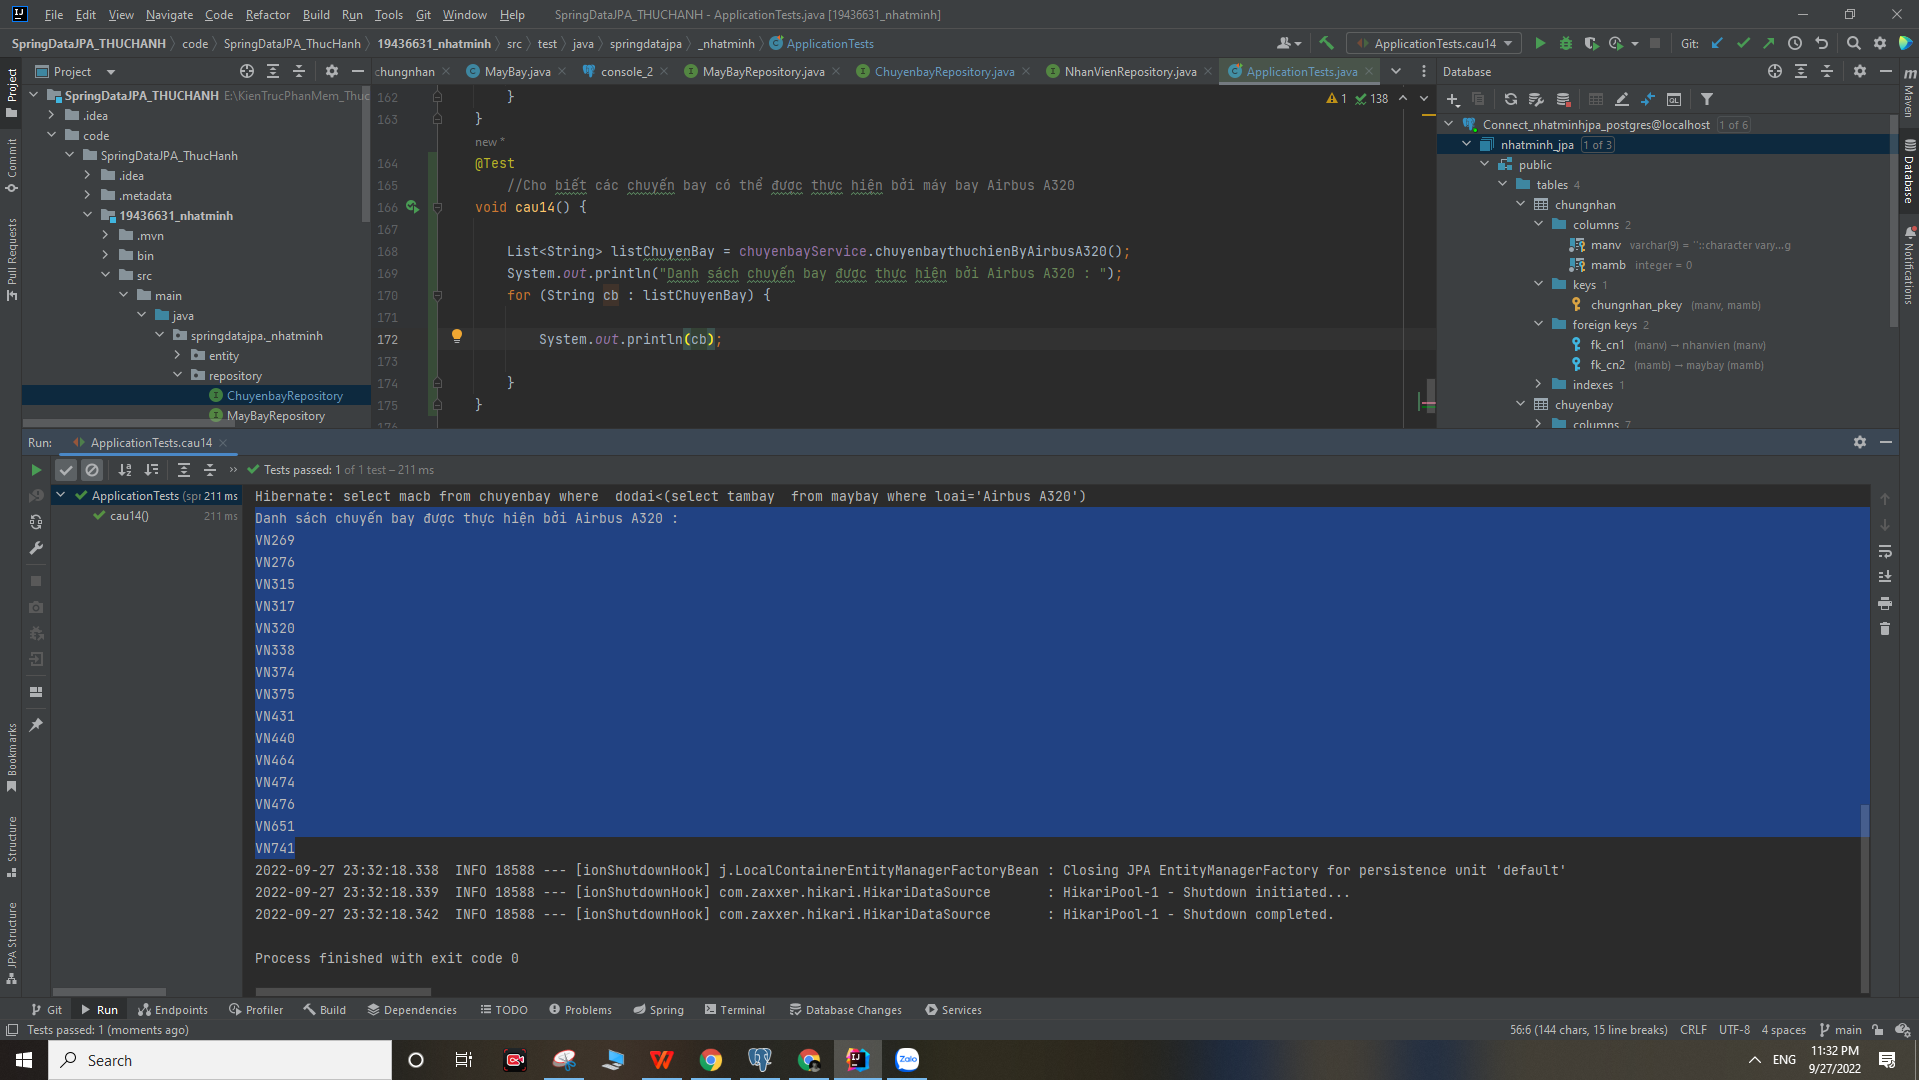 File Edit View Navigate Code Refactor Build Run Tools Git Window Help SpringDataJPA_THUCHANH - ApplicationTests.java [19436631_nhatminh]
SpringDataJPA_THUCHANH code SpringDataJPA_ThucHanh 19436631_nhatminh src test java springdatajpa _nhatminh ApplicationTests
ApplicationTests.cau14 Git:
Project
chungnhan MayBay.java console_2 MayBayRepository.java ChuyenbayRepository.java NhanVienRepository.java ApplicationTests.java
Database
SpringDataJPA_THUCHANH E:\KienTrucPhanMem_Thuc
.idea
code
SpringDataJPA_ThucHanh
.idea
.metadata
19436631_nhatminh
.mvn
bin
src
main
java
springdatajpa._nhatminh
entity
repository
ChuyenbayRepository
MayBayRepository
1 138
162 }
163 }
new *
164 @Test
165 //Cho biết các chuyến bay có thể được thực hiện bởi máy bay Airbus A320
166 void cau14() {
167
168 List<String> listChuyenBay = chuyenbayService.chuyenbaythuchienByAirbusA320();
169 System.out.println("Danh sách chuyến bay được thực hiện bởi Airbus A320 : ");
170 for (String cb : listChuyenBay) {
171
172 System.out.println(cb);
173
174 }
175 }
176
Connect_nhatminhjpa_postgres@localhost 1 of 6
nhatminh_jpa 1 of 3
public
tables 4
chungnhan
columns 2
manv varchar(9) = ''::character vary...g
mamb integer = 0
keys 1
chungnhan_pkey (manv, mamb)
foreign keys 2
fk_cn1 (manv) → nhanvien (manv)
fk_cn2 (mamb) → maybay (mamb)
indexes 1
chuyenbay
columns 7
Project
Commit
Pull Requests
Bookmarks
Structure
JPA Structure
Maven
Database
Notifications
Run: ApplicationTests.cau14
Tests passed: 1 of 1 test – 211 ms
ApplicationTests (spr 211 ms
cau14() 211 ms
Hibernate: select macb from chuyenbay where  dodai<(select tambay  from maybay where loai='Airbus A320')
Danh sách chuyến bay được thực hiện bởi Airbus A320 :
VN269
VN276
VN315
VN317
VN320
VN338
VN374
VN375
VN431
VN440
VN464
VN474
VN476
VN651
VN741
2022-09-27 23:32:18.338  INFO 18588 --- [ionShutdownHook] j.LocalContainerEntityManagerFactoryBean : Closing JPA EntityManagerFactory for persistence unit 'default'
2022-09-27 23:32:18.339  INFO 18588 --- [ionShutdownHook] com.zaxxer.hikari.HikariDataSource       : HikariPool-1 - Shutdown initiated...
2022-09-27 23:32:18.342  INFO 18588 --- [ionShutdownHook] com.zaxxer.hikari.HikariDataSource       : HikariPool-1 - Shutdown completed.
Process finished with exit code 0
Git Run Endpoints Profiler Build Dependencies TODO Problems Spring Terminal Database Changes Services
Tests passed: 1 (moments ago) 56:6 (144 chars, 15 line breaks) CRLF UTF-8 4 spaces main
Search
Zalo
ENG
11:32 PM
9/27/2022